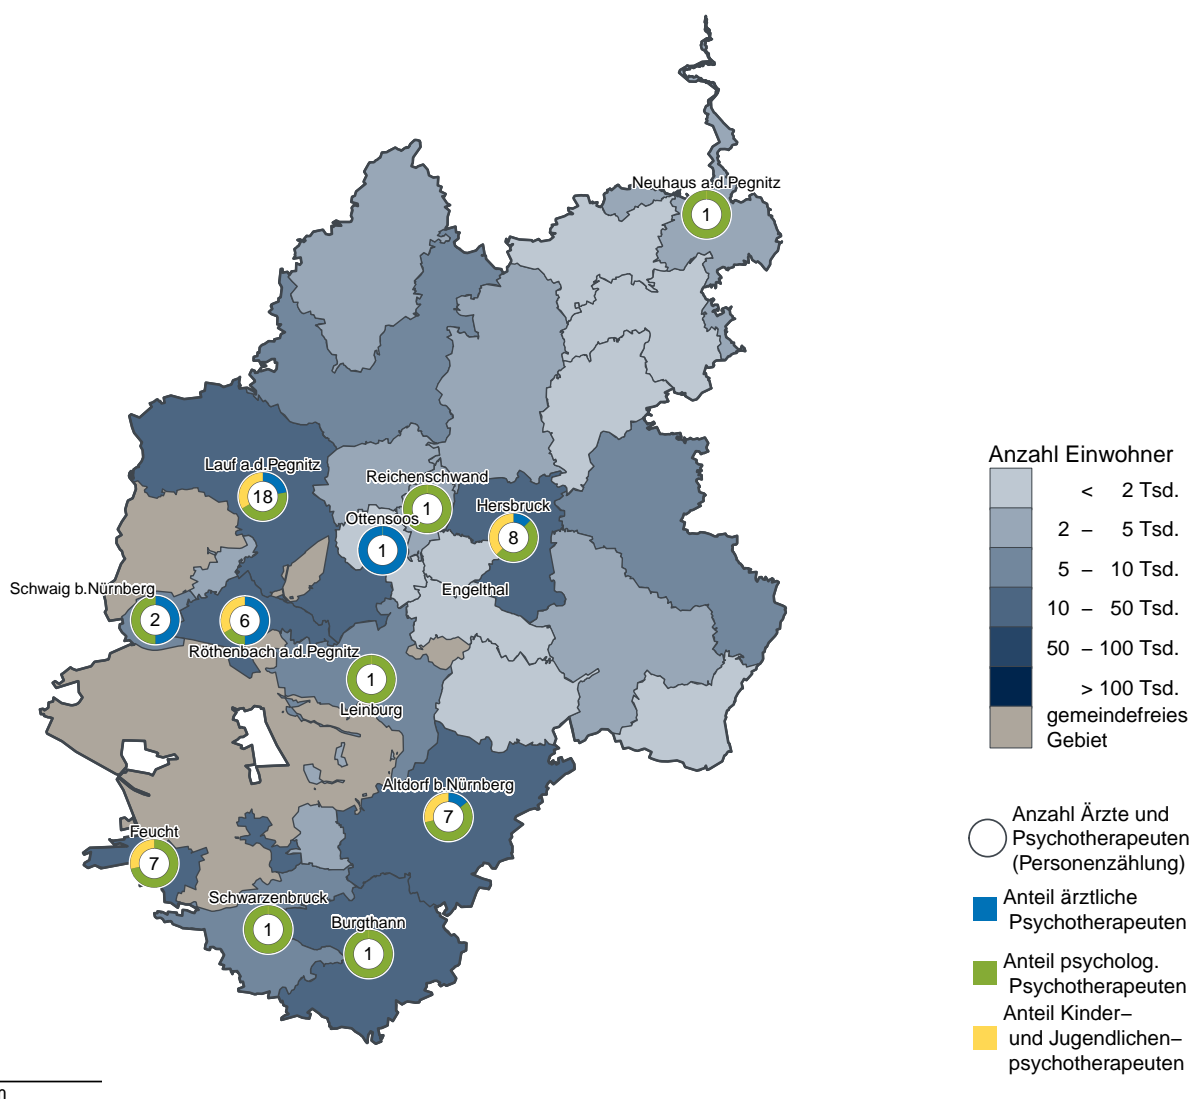 Neuhaus a.d.Pegnitz
1
Lauf a.d.Pegnitz
18
Reichenschwand
1
Hersbruck
8
Ottensoos
1
Engelthal
Schwaig b.Nürnberg
2
6
Röthenbach a.d.Pegnitz
1
Leinburg
Altdorf b.Nürnberg
7
Feucht
7
Schwarzenbruck
1
Burgthann
1
Anzahl Einwohner
< 2 Tsd.
2 – 5 Tsd.
5 – 10 Tsd.
10 – 50 Tsd.
50 – 100 Tsd.
> 100 Tsd.
gemeindefreies
Gebiet
Anzahl Ärzte und
Psychotherapeuten
(Personenzählung)
Anteil ärztliche
Psychotherapeuten
Anteil psycholog.
Psychotherapeuten
Anteil Kinder–
und Jugendlichen–
psychotherapeuten